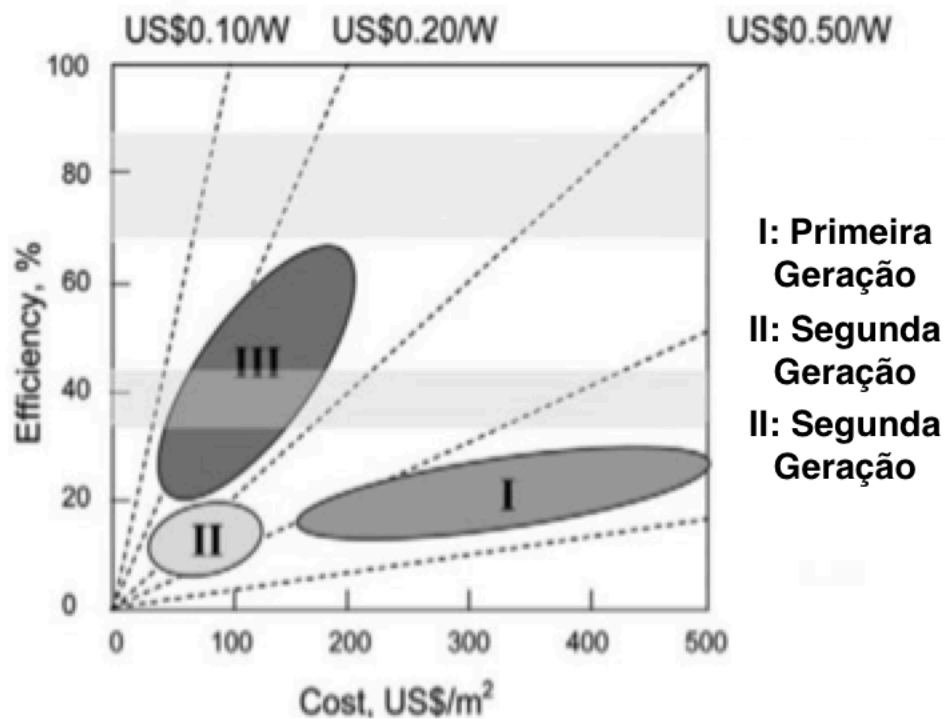 US$0.10/W US$0.20/W US$0.50/W
100
80
60
40
20
0
Efficiency, %
III
II
I
0 100 200 300 400 500
Cost, US$/m²
I: Primeira
Geração
II: Segunda
Geração
II: Segunda
Geração